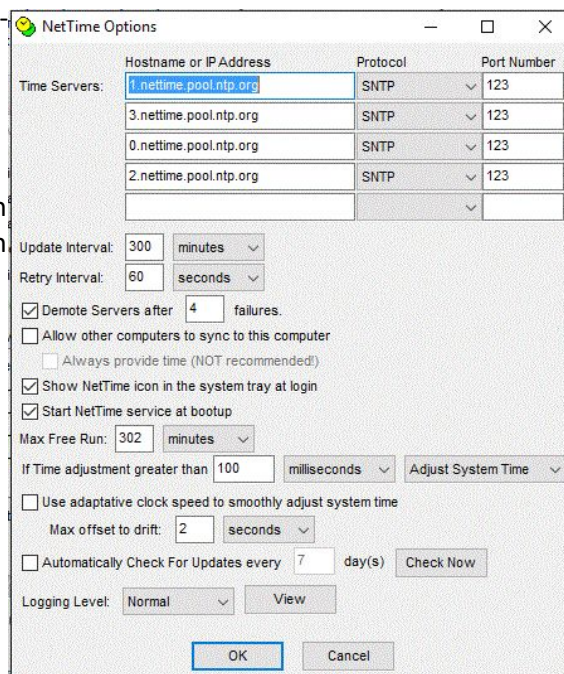 NetTime Options
Hostname or IP Address Protocol Port Number
Time Servers: 1.nettime.pool.ntp.org SNTP 123
3.nettime.pool.ntp.org SNTP 123
0.nettime.pool.ntp.org SNTP 123
2.nettime.pool.ntp.org SNTP 123
Update Interval: 300 minutes
Retry Interval: 60 seconds
Demote Servers after 4 failures.
Allow other computers to sync to this computer
Always provide time (NOT recommended!)
Show NetTime icon in the system tray at login
Start NetTime service at bootup
Max Free Run: 302 minutes
If Time adjustment greater than 100 milliseconds Adjust System Time
Use adaptative clock speed to smoothly adjust system time
Max offset to drift: 2 seconds
Automatically Check For Updates every 7 day(s) Check Now
Logging Level: Normal View
OK Cancel